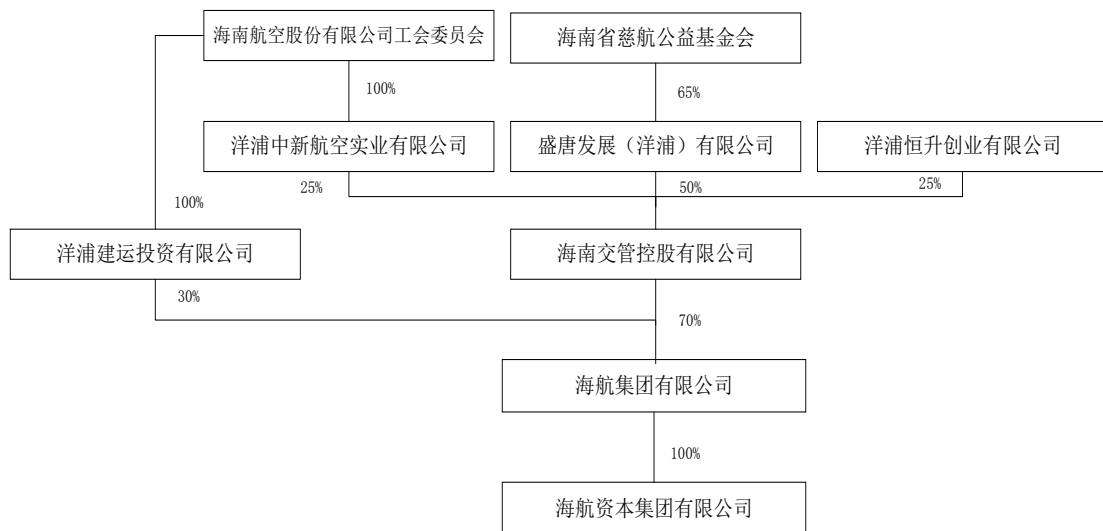 海南航空股份有限公司工会委员会
海南省慈航公益基金会
100%
65%
洋浦中新航空实业有限公司
盛唐发展（洋浦）有限公司
洋浦恒升创业有限公司
25%
50%
25%
100%
洋浦建运投资有限公司
海南交管控股有限公司
30%
70%
海航集团有限公司
100%
海航资本集团有限公司